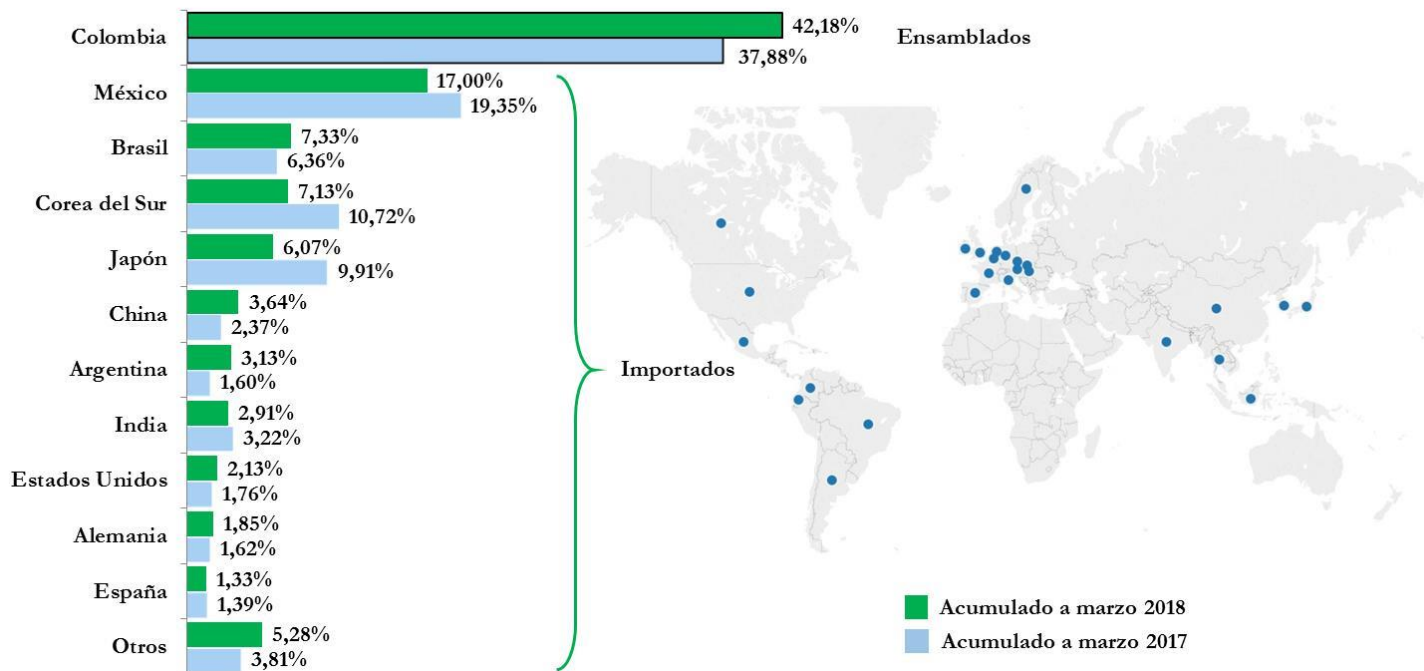 Colombia
42,18%
37,88%
Ensamblados
México
17,00%
19,35%
Brasil
7,33%
6,36%
Corea del Sur
7,13%
10,72%
Japón
6,07%
9,91%
China
3,64%
2,37%
Argentina
3,13%
1,60%
Importados
India
2,91%
3,22%
Estados Unidos
2,13%
1,76%
Alemania
1,85%
1,62%
España
1,33%
1,39%
Otros
5,28%
3,81%
Acumulado a marzo 2018
Acumulado a marzo 2017